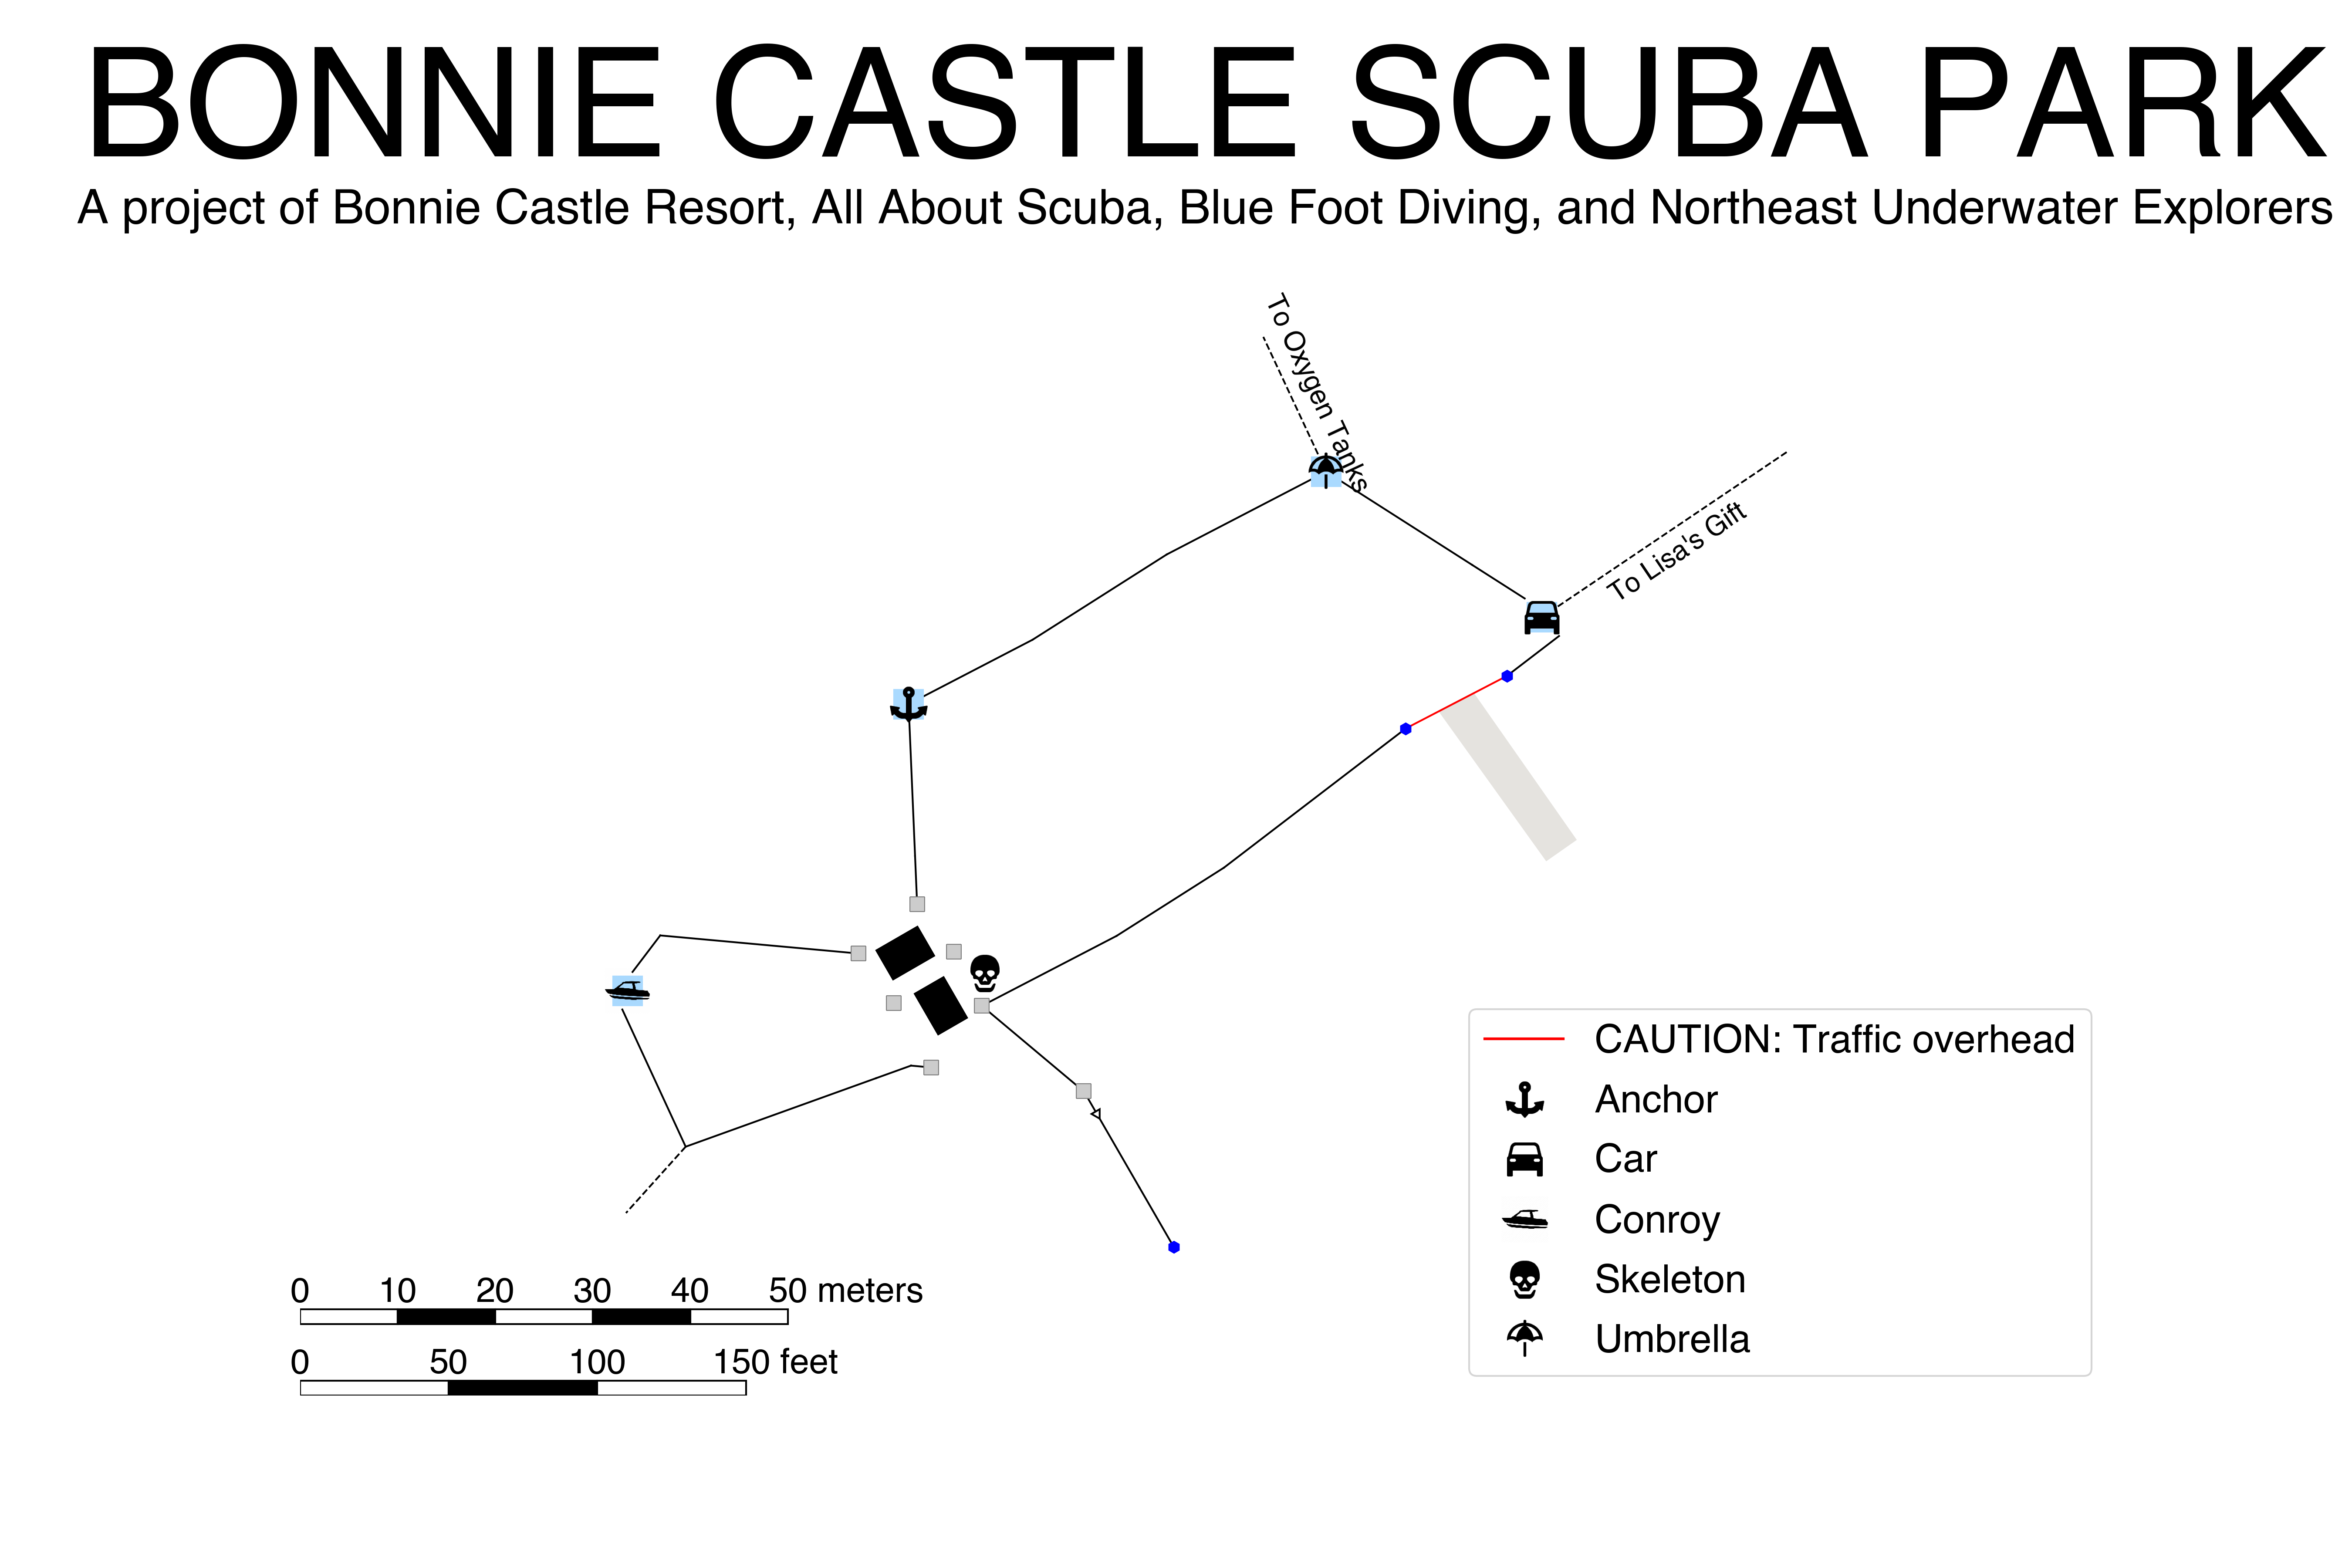 BONNIE CASTLE SCUBA PARK
A project of Bonnie Castle Resort, All About Scuba, Blue Foot Diving, and Northeast Underwater Explorers
To Oxygen Tanks
To Lisa's Gift
CAUTION: Traffic overhead
Anchor
Car
Conroy
Skeleton
Umbrella
0 10 20 30 40 50 meters
0 50 100 150 feet